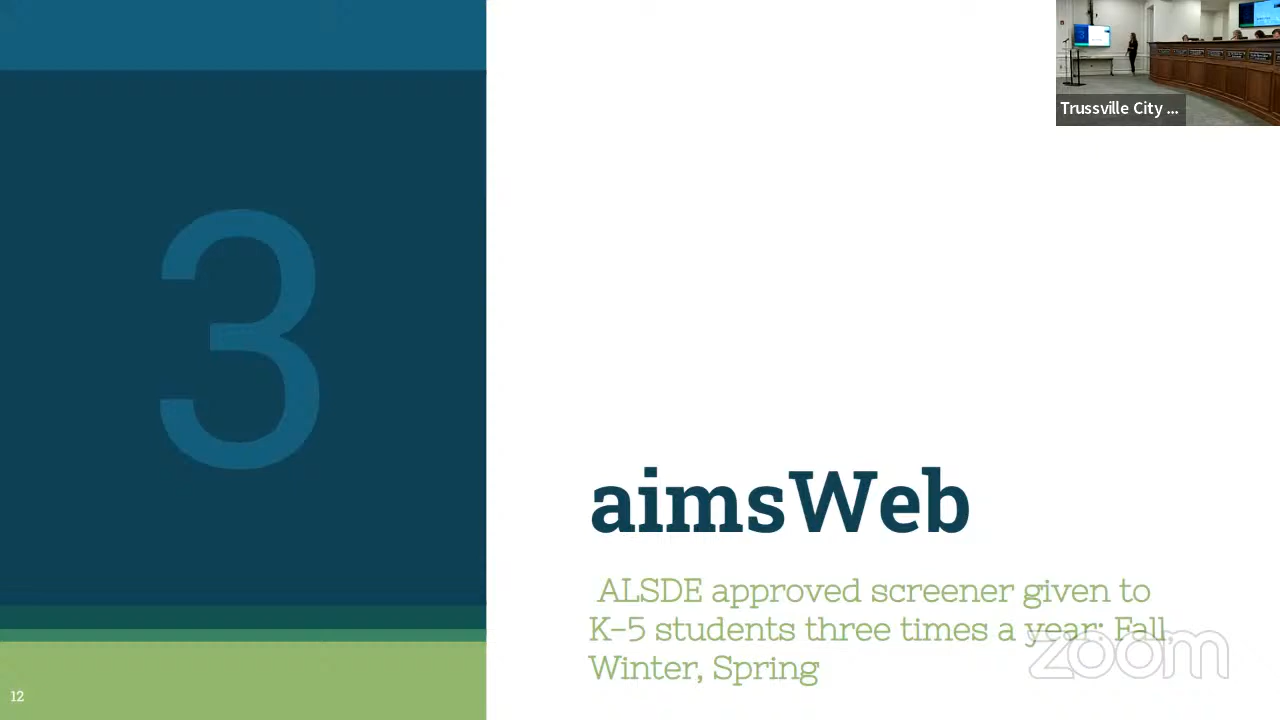 Trussville City ...
3
aimsWeb
ALSDE approved screener given to
K-5 students three times a year: Fall,
Winter, Spring
zoom
12